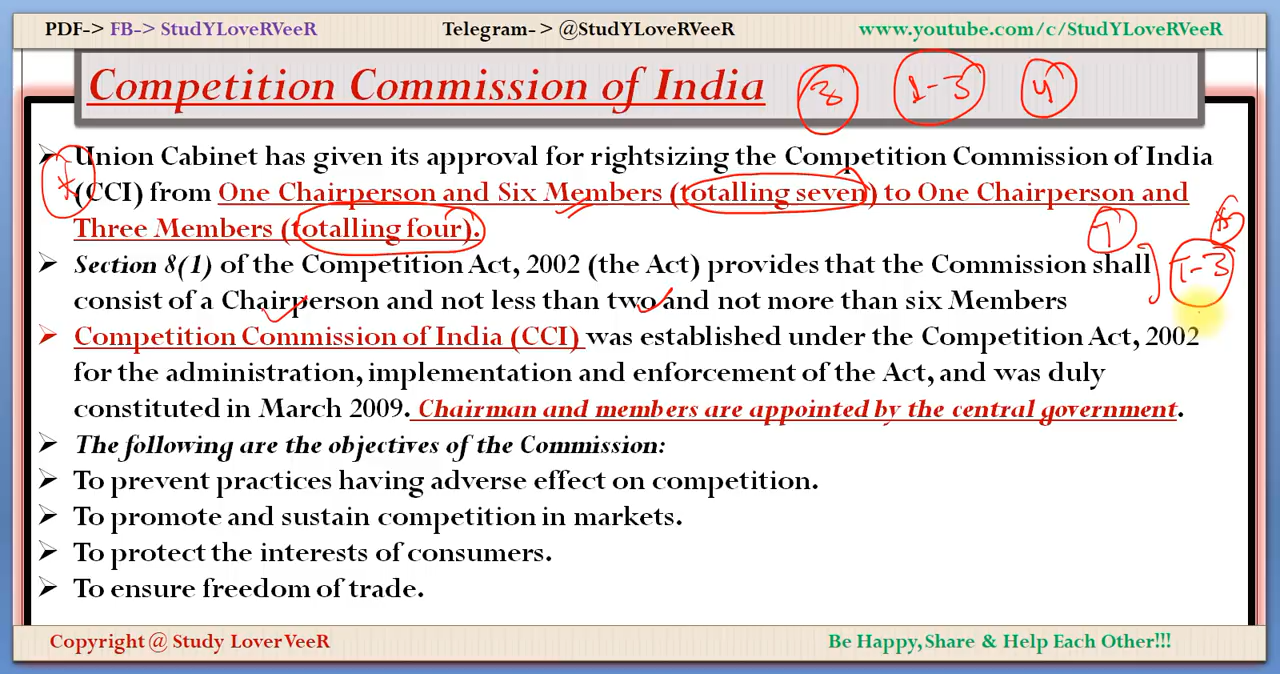 PDF-> FB-> StudYLoveRVeeR Telegram- > @StudYLoveRVeeR www.youtube.com/c/StudYLoveRVeeR
Competition Commission of India 1-3 4
Union Cabinet has given its approval for rightsizing the Competition Commission of India
(CCI) from One Chairperson and Six Members (totalling seven) to One Chairperson and
Three Members (totalling four).
Section 8(1) of the Competition Act, 2002 (the Act) provides that the Commission shall 1-3
consist of a Chairperson and not less than two and not more than six Members
Competition Commission of India (CCI) was established under the Competition Act, 2002
for the administration, implementation and enforcement of the Act, and was duly
constituted in March 2009. Chairman and members are appointed by the central government.
The following are the objectives of the Commission:
To prevent practices having adverse effect on competition.
To promote and sustain competition in markets.
To protect the interests of consumers.
To ensure freedom of trade.
Copyright @ Study LoverVeeR Be Happy, Share & Help Each Other!!!